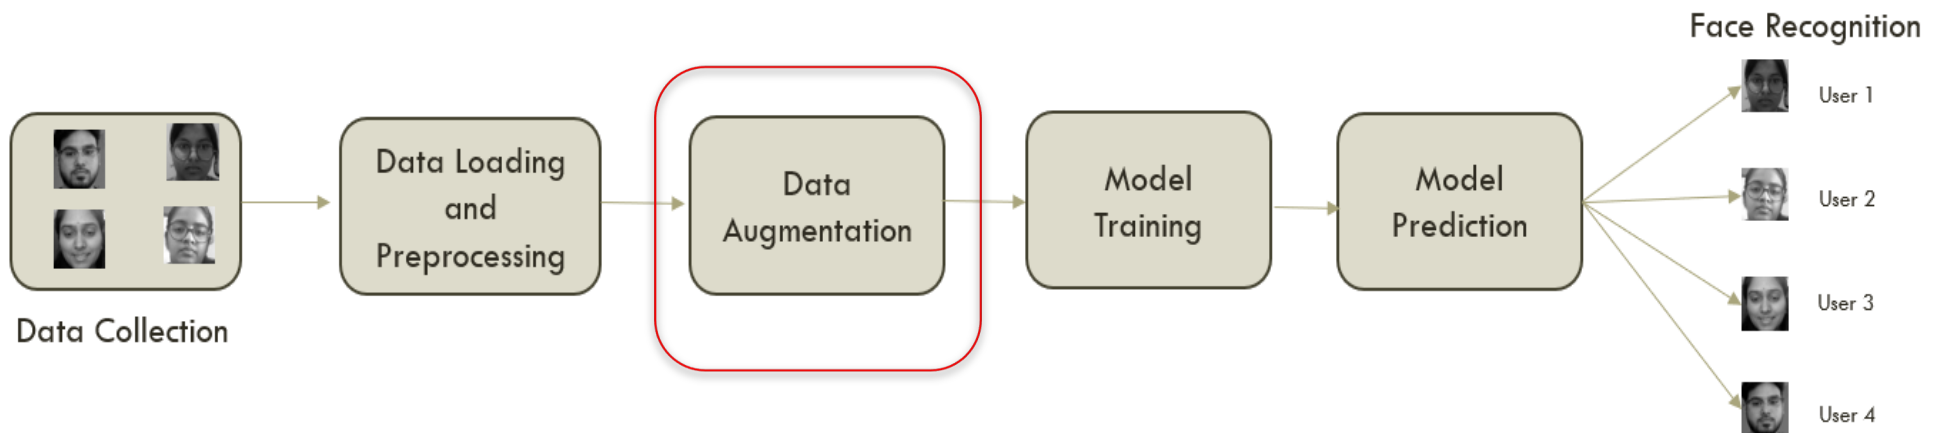 Face Recognition
Data Collection
Data Loading
and
Preprocessing
Data
Augmentation
Model
Training
Model
Prediction
User 1
User 2
User 3
User 4